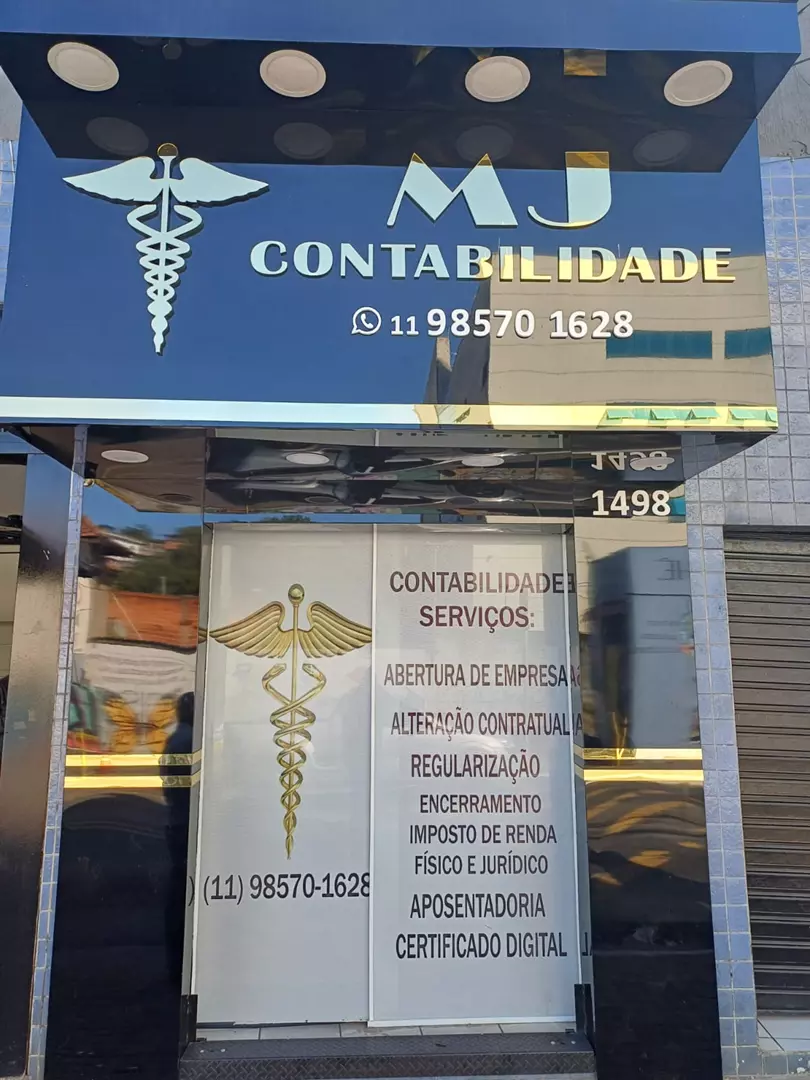 MJ
CONTABILIDADE
11 98570 1628
1498
CONTABILIDADE
SERVIÇOS:
ABERTURA DE EMPRESA
ALTERAÇÃO CONTRATUAL
REGULARIZAÇÃO
ENCERRAMENTO
IMPOSTO DE RENDA
FÍSICO E JURÍDICO
APOSENTADORIA
CERTIFICADO DIGITAL
(11) 98570-1628